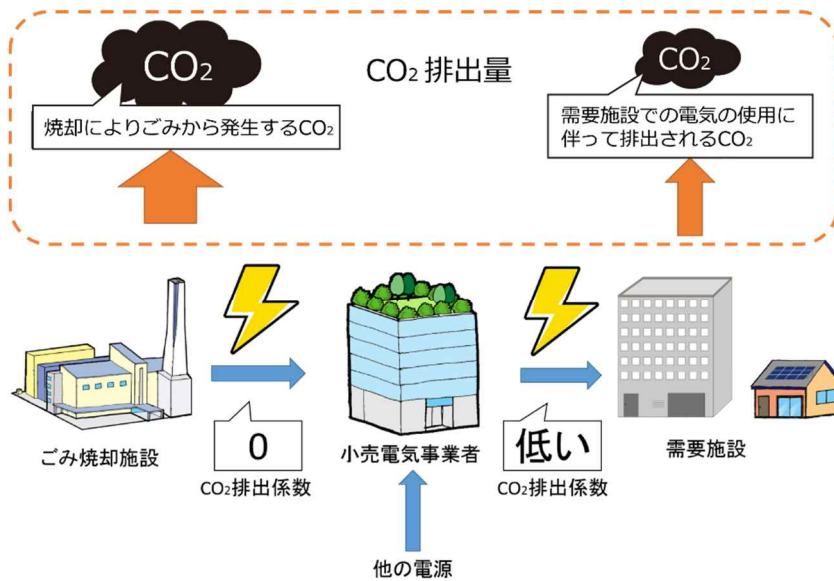 CO₂
CO₂排出量
CO₂
焼却によりごみから発生するCO₂
需要施設での電気の使用に
伴って排出されるCO₂
ごみ焼却施設
0
CO₂排出係数
小売電気事業者
低い
CO₂排出係数
需要施設
他の電源